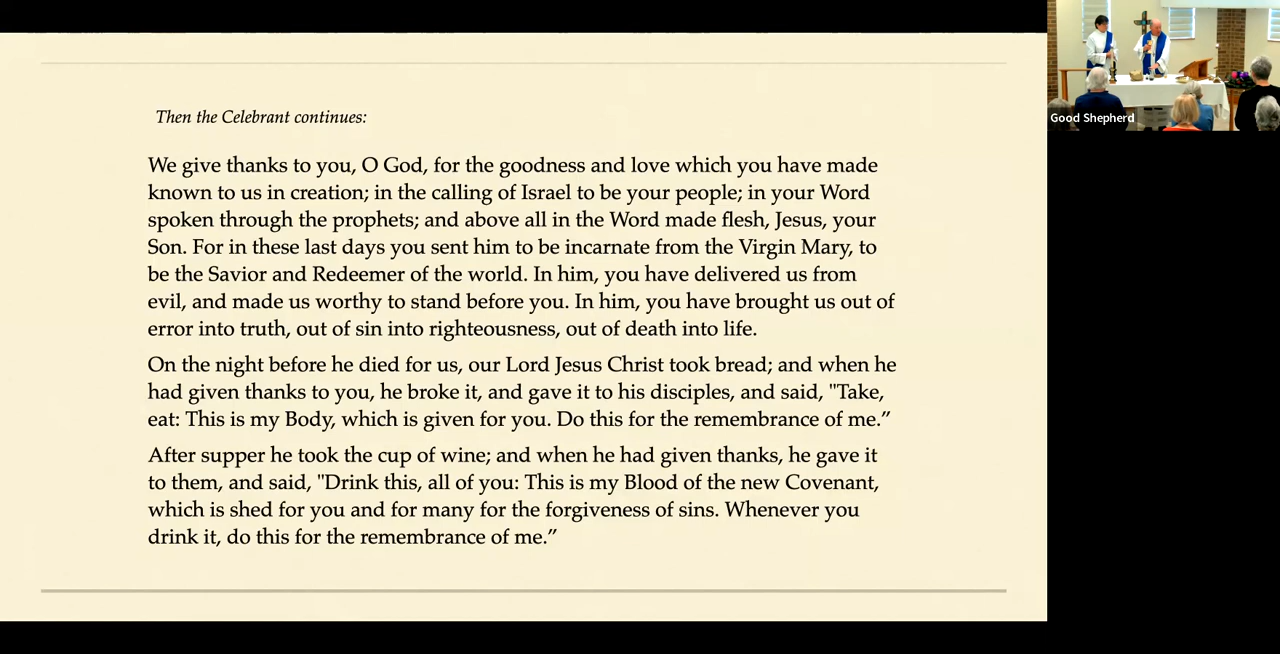 Then the Celebrant continues:
We give thanks to you, O God, for the goodness and love which you have made
known to us in creation; in the calling of Israel to be your people; in your Word
spoken through the prophets; and above all in the Word made flesh, Jesus, your
Son. For in these last days you sent him to be incarnate from the Virgin Mary, to
be the Savior and Redeemer of the world. In him, you have delivered us from
evil, and made us worthy to stand before you. In him, you have brought us out of
error into truth, out of sin into righteousness, out of death into life.
On the night before he died for us, our Lord Jesus Christ took bread; and when he
had given thanks to you, he broke it, and gave it to his disciples, and said, "Take,
eat: This is my Body, which is given for you. Do this for the remembrance of me.”
After supper he took the cup of wine; and when he had given thanks, he gave it
to them, and said, "Drink this, all of you: This is my Blood of the new Covenant,
which is shed for you and for many for the forgiveness of sins. Whenever you
drink it, do this for the remembrance of me.”
Good Shepherd